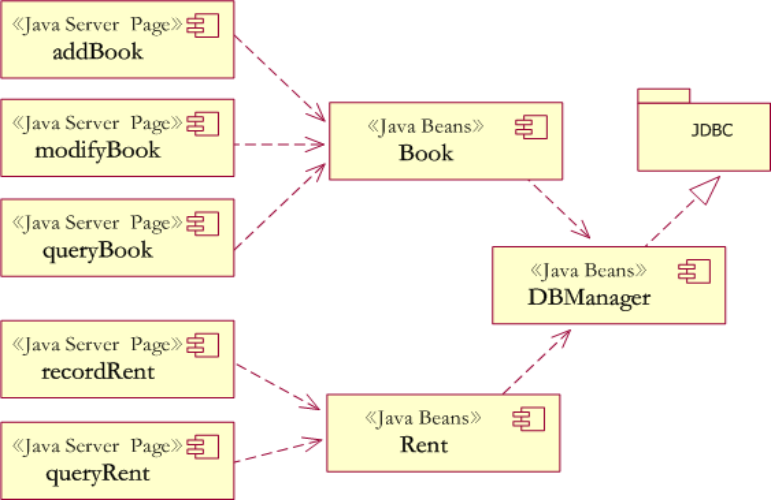 《Java Server Page》
addBook
《Java Server Page》
modifyBook
《Java Server Page》
queryBook
《Java Server Page》
recordRent
《Java Server Page》
queryRent
《Java Beans》
Book
《Java Beans》
Rent
《Java Beans》
DBManager
JDBC